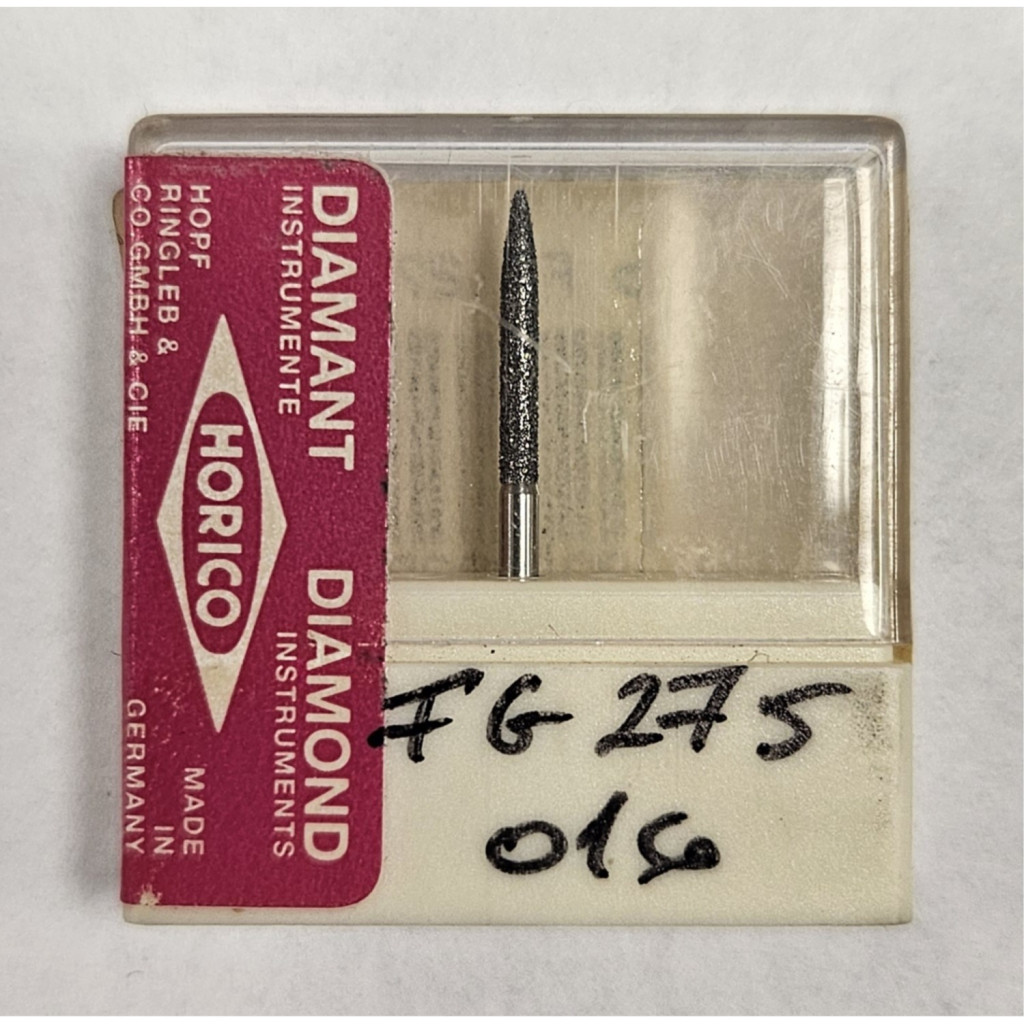 DIAMANT
INSTRUMENTE
HOPF
RINGLEB &
CO GMBH & CIE
HORICO
DIAMOND
INSTRUMENTS
MADE
IN
GERMANY
FG 275
016